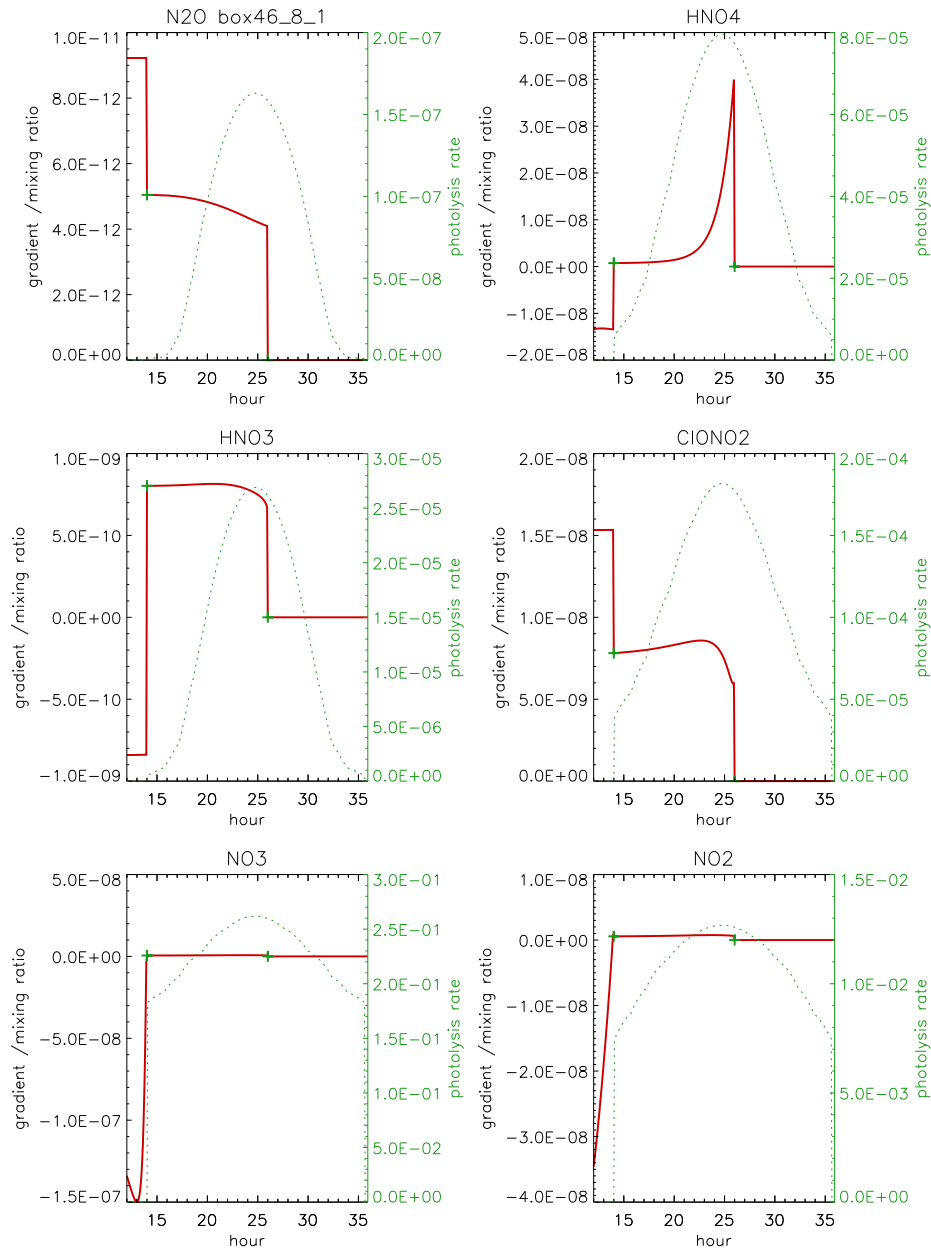 N2O box46_8_1
1.0E-11
8.0E-12
6.0E-12
4.0E-12
2.0E-12
0.0E+00
gradient /mixing ratio
2.0E-07
1.5E-07
1.0E-07
5.0E-08
0.0E+00
photolysis rate
15 20 25 30 35
hour
HNO4
5.0E-08
4.0E-08
3.0E-08
2.0E-08
1.0E-08
0.0E+00
-1.0E-08
-2.0E-08
gradient /mixing ratio
8.0E-05
6.0E-05
4.0E-05
2.0E-05
0.0E+00
photolysis rate
15 20 25 30 35
hour
HNO3
1.0E-09
5.0E-10
0.0E+00
-5.0E-10
-1.0E-09
gradient /mixing ratio
3.0E-05
2.5E-05
2.0E-05
1.5E-05
1.0E-05
5.0E-06
0.0E+00
photolysis rate
15 20 25 30 35
hour
ClONO2
2.0E-08
1.5E-08
1.0E-08
5.0E-09
0.0E+00
gradient /mixing ratio
2.0E-04
1.5E-04
1.0E-04
5.0E-05
0.0E+00
photolysis rate
15 20 25 30 35
hour
NO3
5.0E-08
0.0E+00
-5.0E-08
-1.0E-07
-1.5E-07
gradient /mixing ratio
3.0E-01
2.5E-01
2.0E-01
1.5E-01
1.0E-01
5.0E-02
0.0E+00
photolysis rate
15 20 25 30 35
hour
NO2
1.0E-08
0.0E+00
-1.0E-08
-2.0E-08
-3.0E-08
-4.0E-08
gradient /mixing ratio
1.5E-02
1.0E-02
5.0E-03
0.0E+00
photolysis rate
15 20 25 30 35
hour